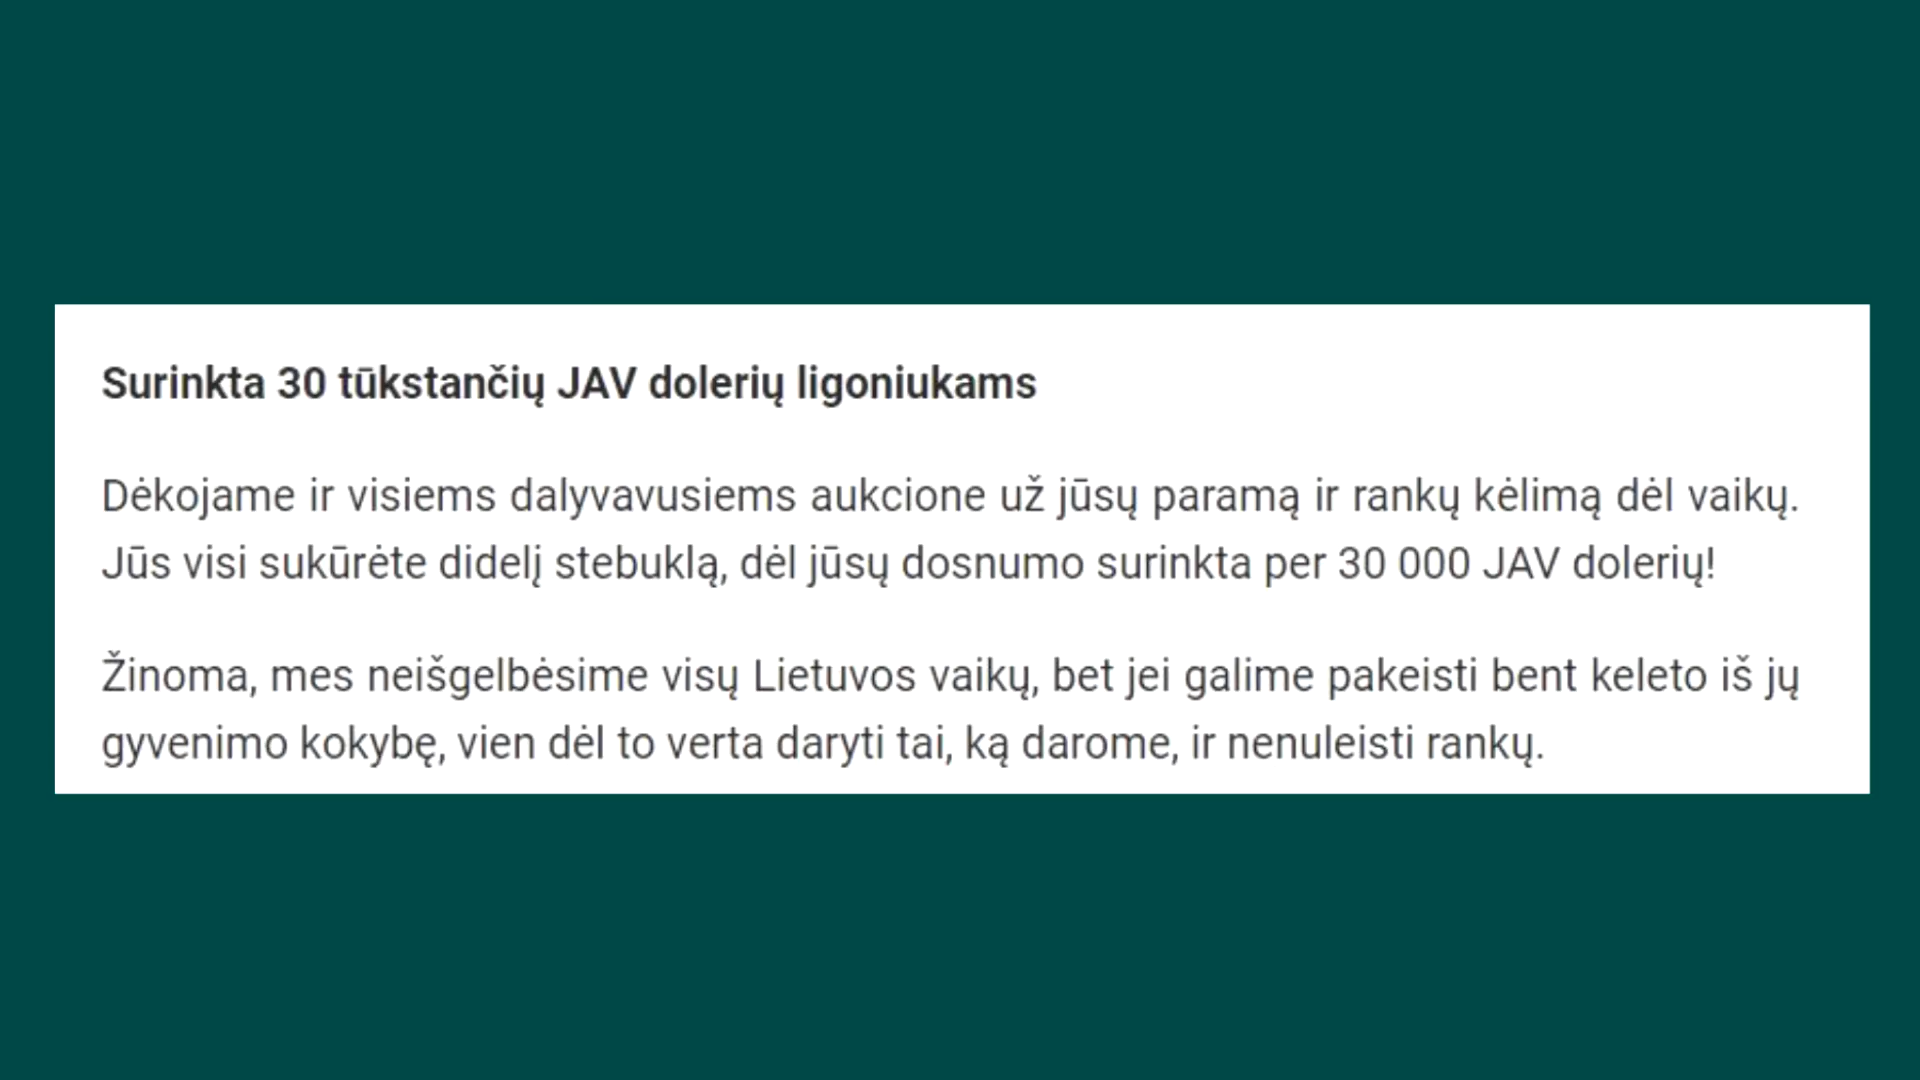 Surinkta 30 tūkstančių JAV dolerių ligoniukams
Dėkojame ir visiems dalyvavusiems aukcione už jūsų paramą ir rankų kėlimą dėl vaikų.
Jūs visi sukūrėte didelį stebuklą, dėl jūsų dosnumo surinkta per 30 000 JAV dolerių!
Žinoma, mes neišgelbėsime visų Lietuvos vaikų, bet jei galime pakeisti bent keleto iš jų
gyvenimo kokybę, vien dėl to verta daryti tai, ką darome, ir nenuleisti rankų.